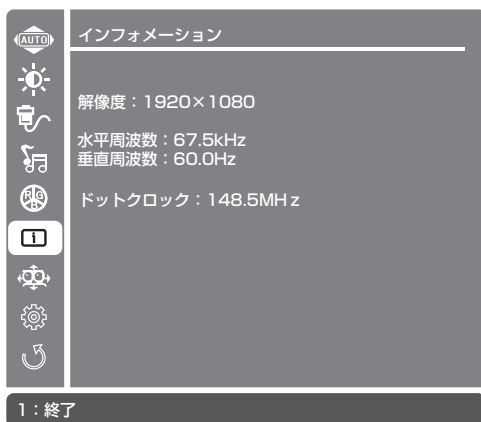 AUTO
インフォメーション
解像度：1920×1080
水平周波数：67.5kHz
垂直周波数：60.0Hz
ドットクロック：148.5MHz
R G
B
i
1：終了